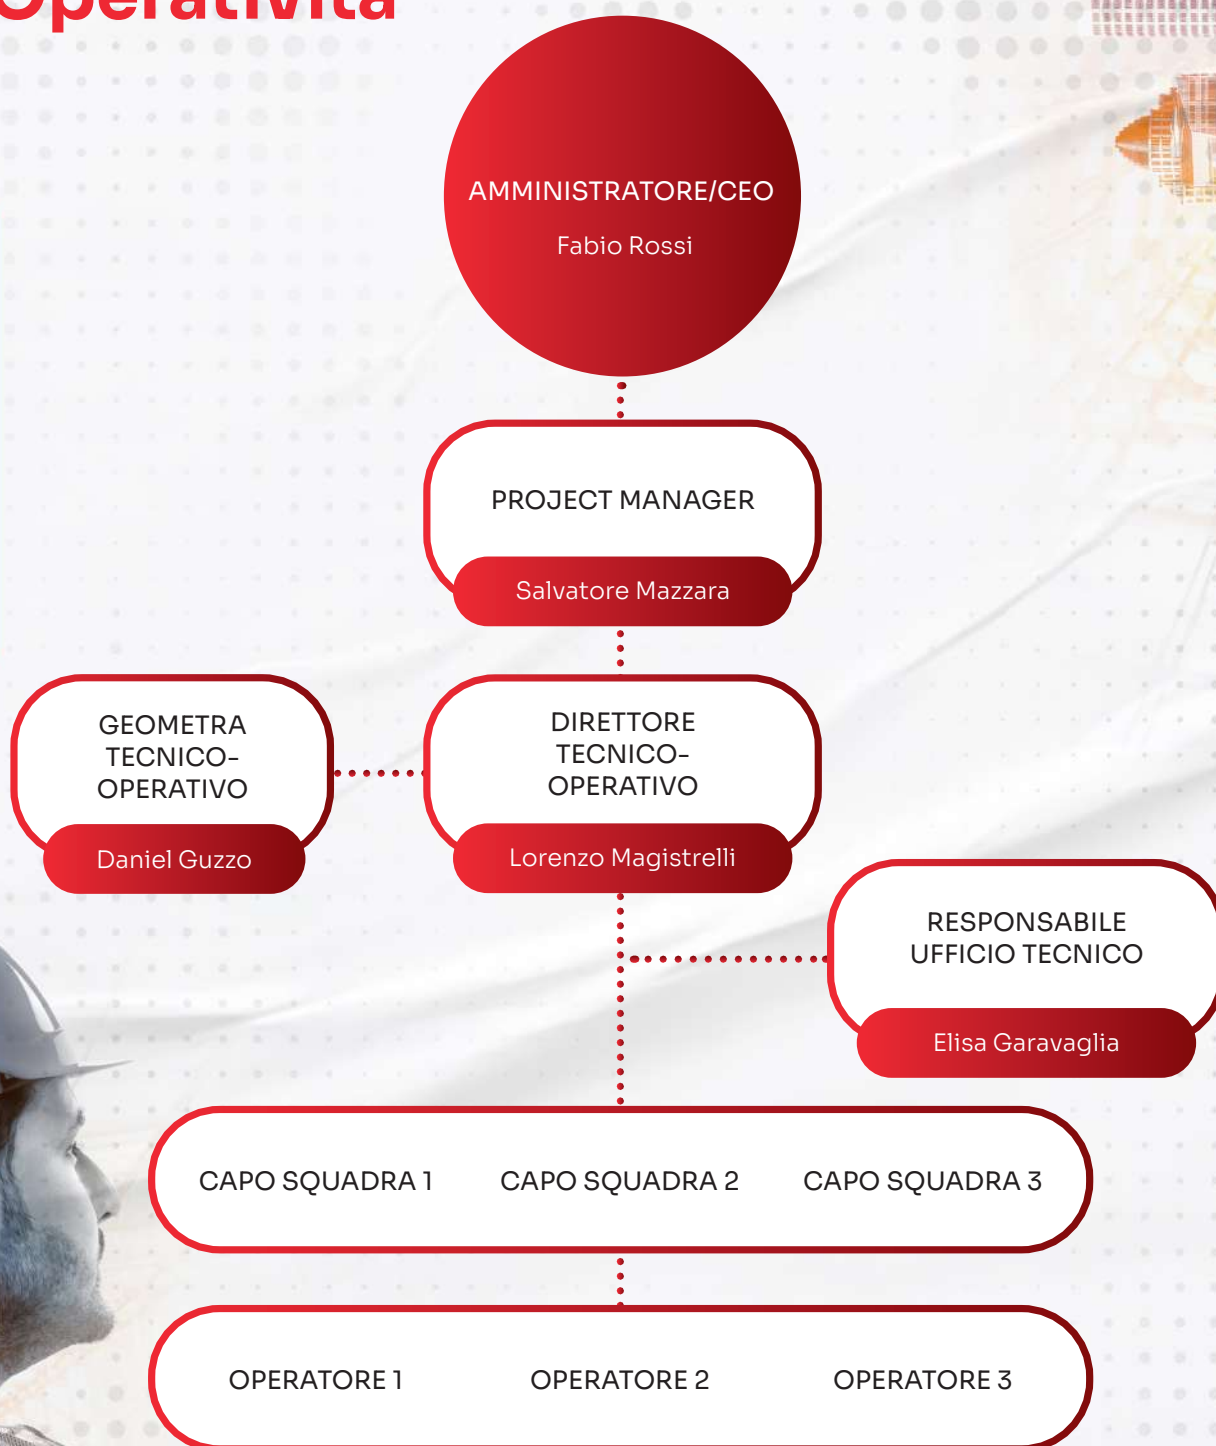 Operatività
AMMINISTRATORE/CEO
Fabio Rossi
PROJECT MANAGER
Salvatore Mazzara
GEOMETRA
TECNICO-
OPERATIVO
Daniel Guzzo
DIRETTORE
TECNICO-
OPERATIVO
Lorenzo Magistrelli
RESPONSABILE
UFFICIO TECNICO
Elisa Garavaglia
CAPO SQUADRA 1 CAPO SQUADRA 2 CAPO SQUADRA 3
OPERATORE 1 OPERATORE 2 OPERATORE 3